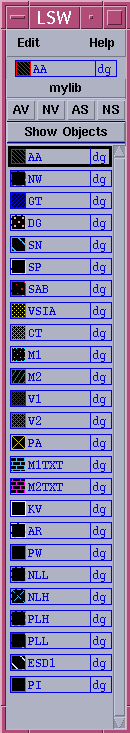 LSW
Edit Help
AA dg
mylib
AV NV AS NS
Show Objects
AA dg
NW dg
GT dg
DG dg
SN dg
SP dg
SAB dg
VSIA dg
CT dg
M1 dg
M2 dg
V1 dg
V2 dg
PA dg
M1TXT dg
M2TXT dg
KV dg
AR dg
PW dg
NLL dg
NLH dg
PLH dg
PLL dg
ESD1 dg
PI dg